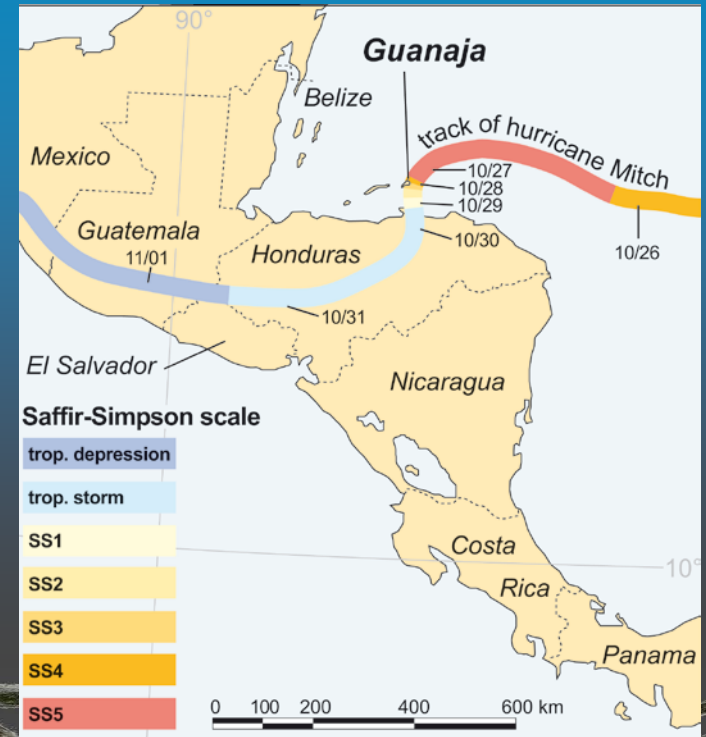 90°
Guanaja
Belize
track of hurricane Mitch
Mexico
10/27
10/28
10/29
Guatemala
10/30
10/26
11/01
Honduras
10/31
El Salvador
Nicaragua
Saffir-Simpson scale
trop. depression
trop. storm
SS1
SS2
SS3
SS4
SS5
Costa
Rica
10°
Panama
0 100 200 400 600 km